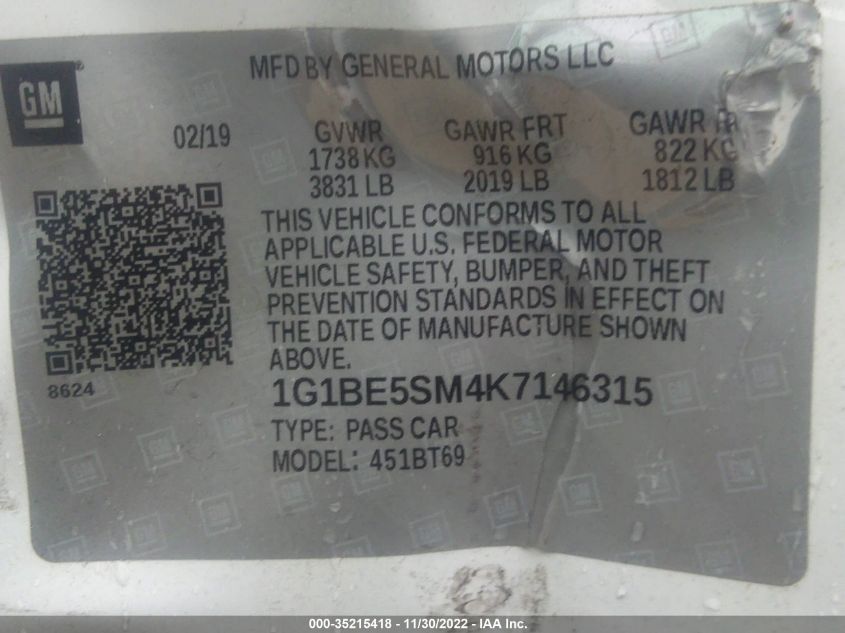 MFD BY GENERAL MOTORS LLC
GM
02/19
GVWR GAWR FRT GAWR RR
1738 KG 916 KG 822 KG
3831 LB 2019 LB 1812 LB
THIS VEHICLE CONFORMS TO ALL
APPLICABLE U.S. FEDERAL MOTOR
VEHICLE SAFETY, BUMPER, AND THEFT
PREVENTION STANDARDS IN EFFECT ON
THE DATE OF MANUFACTURE SHOWN
ABOVE.
8624
1G1BE5SM4K7146315
TYPE: PASS CAR
MODEL: 451BT69
000-35215418 - 11/30/2022 - IAA Inc.